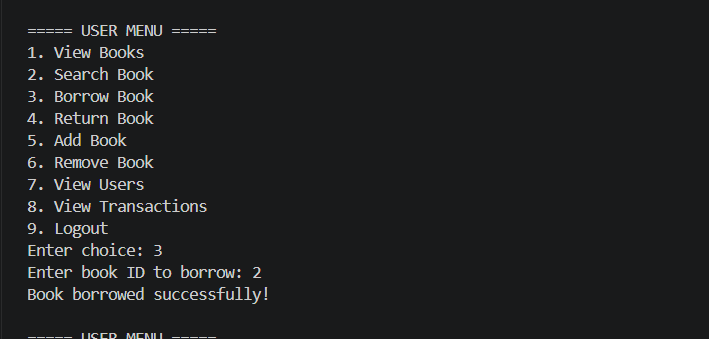 ===== USER MENU =====
1. View Books
2. Search Book
3. Borrow Book
4. Return Book
5. Add Book
6. Remove Book
7. View Users
8. View Transactions
9. Logout
Enter choice: 3
Enter book ID to borrow: 2
Book borrowed successfully!
===== USER MENU =====